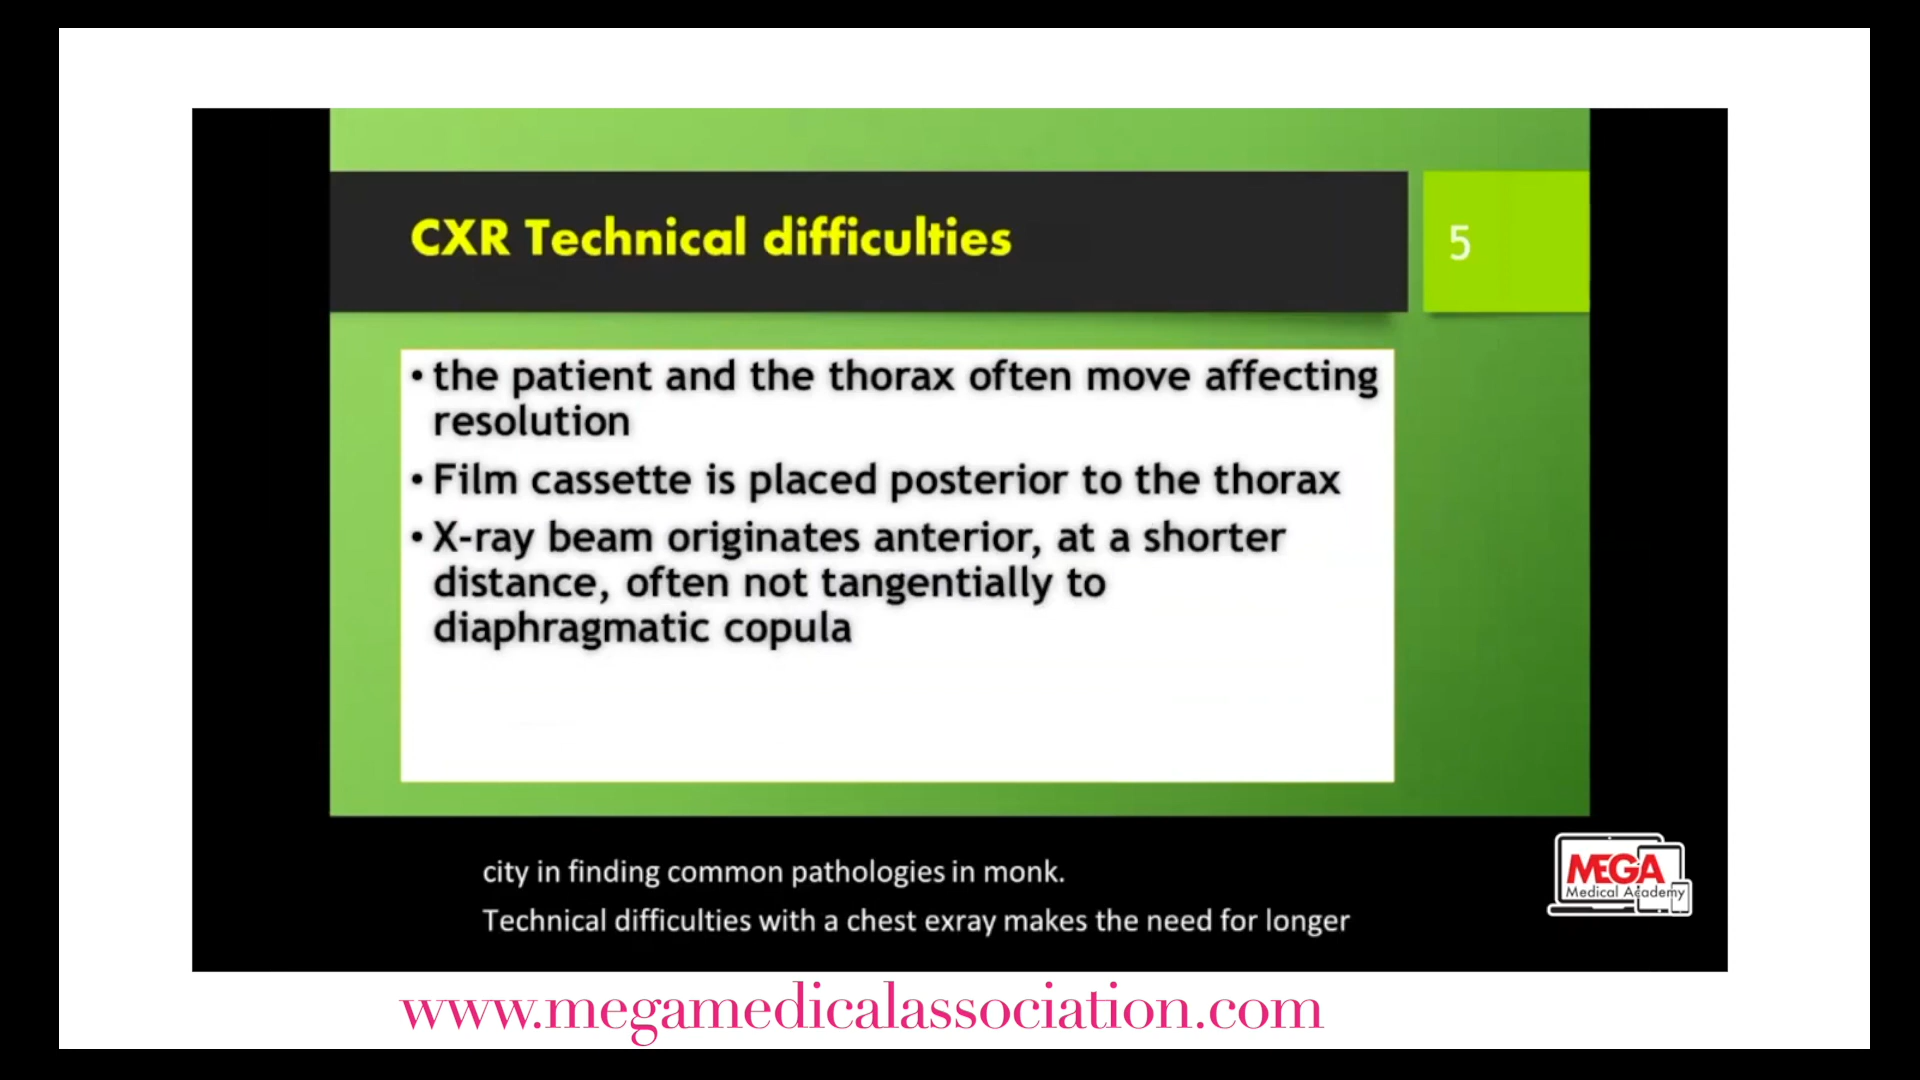 CXR Technical difficulties
5
• the patient and the thorax often move affecting
resolution
• Film cassette is placed posterior to the thorax
• X-ray beam originates anterior, at a shorter
distance, often not tangentially to
diaphragmatic copula
city in finding common pathologies in monk.
Technical difficulties with a chest exray makes the need for longer
MEGA
Medical Academy
www.megamedicalassociation.com